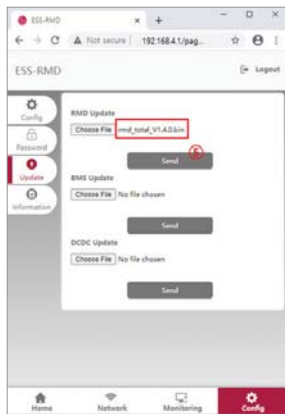 ESS-RMD
Not secure | 192.168.4.1/pag...
ESS-RMD
Logout
Config
Password
Update
Information
RMD Update
Choose File rmd_total_V1.4.0.bin
⑤
Send
BMS Update
Choose File No file chosen
Send
DCDC Update
Choose File No file chosen
Send
Home
Network
Monitoring
Config